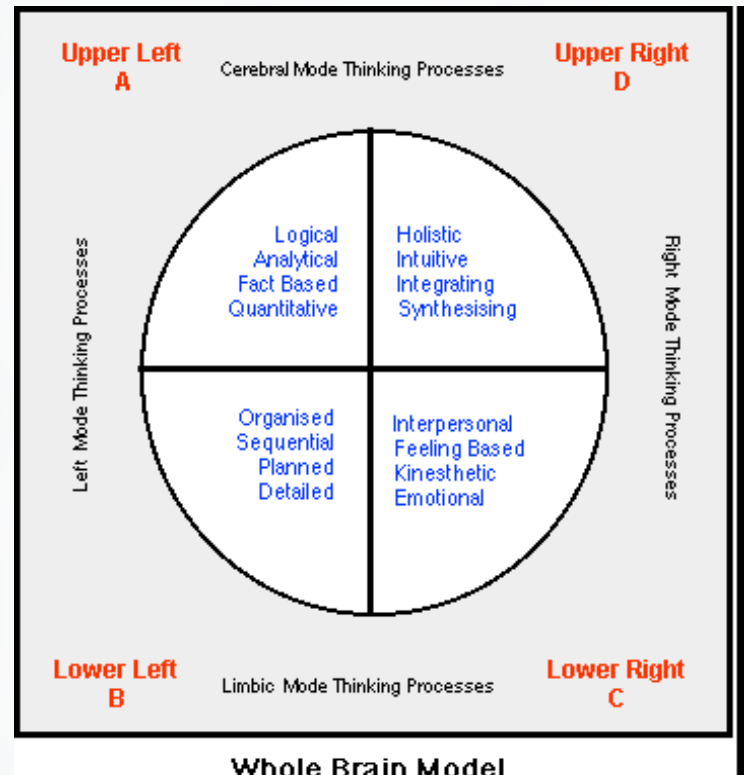 Upper Left
A
Cerebral Mode Thinking Processes
Upper Right
D
Left Mode Thinking Processes
Logical
Analytical
Fact Based
Quantitative
Holistic
Intuitive
Integrating
Synthesising
Right Mode Thinking Processes
Organised
Sequential
Planned
Detailed
Interpersonal
Feeling Based
Kinesthetic
Emotional
Lower Left
B
Limbic Mode Thinking Processes
Lower Right
C
Whole Brain Model